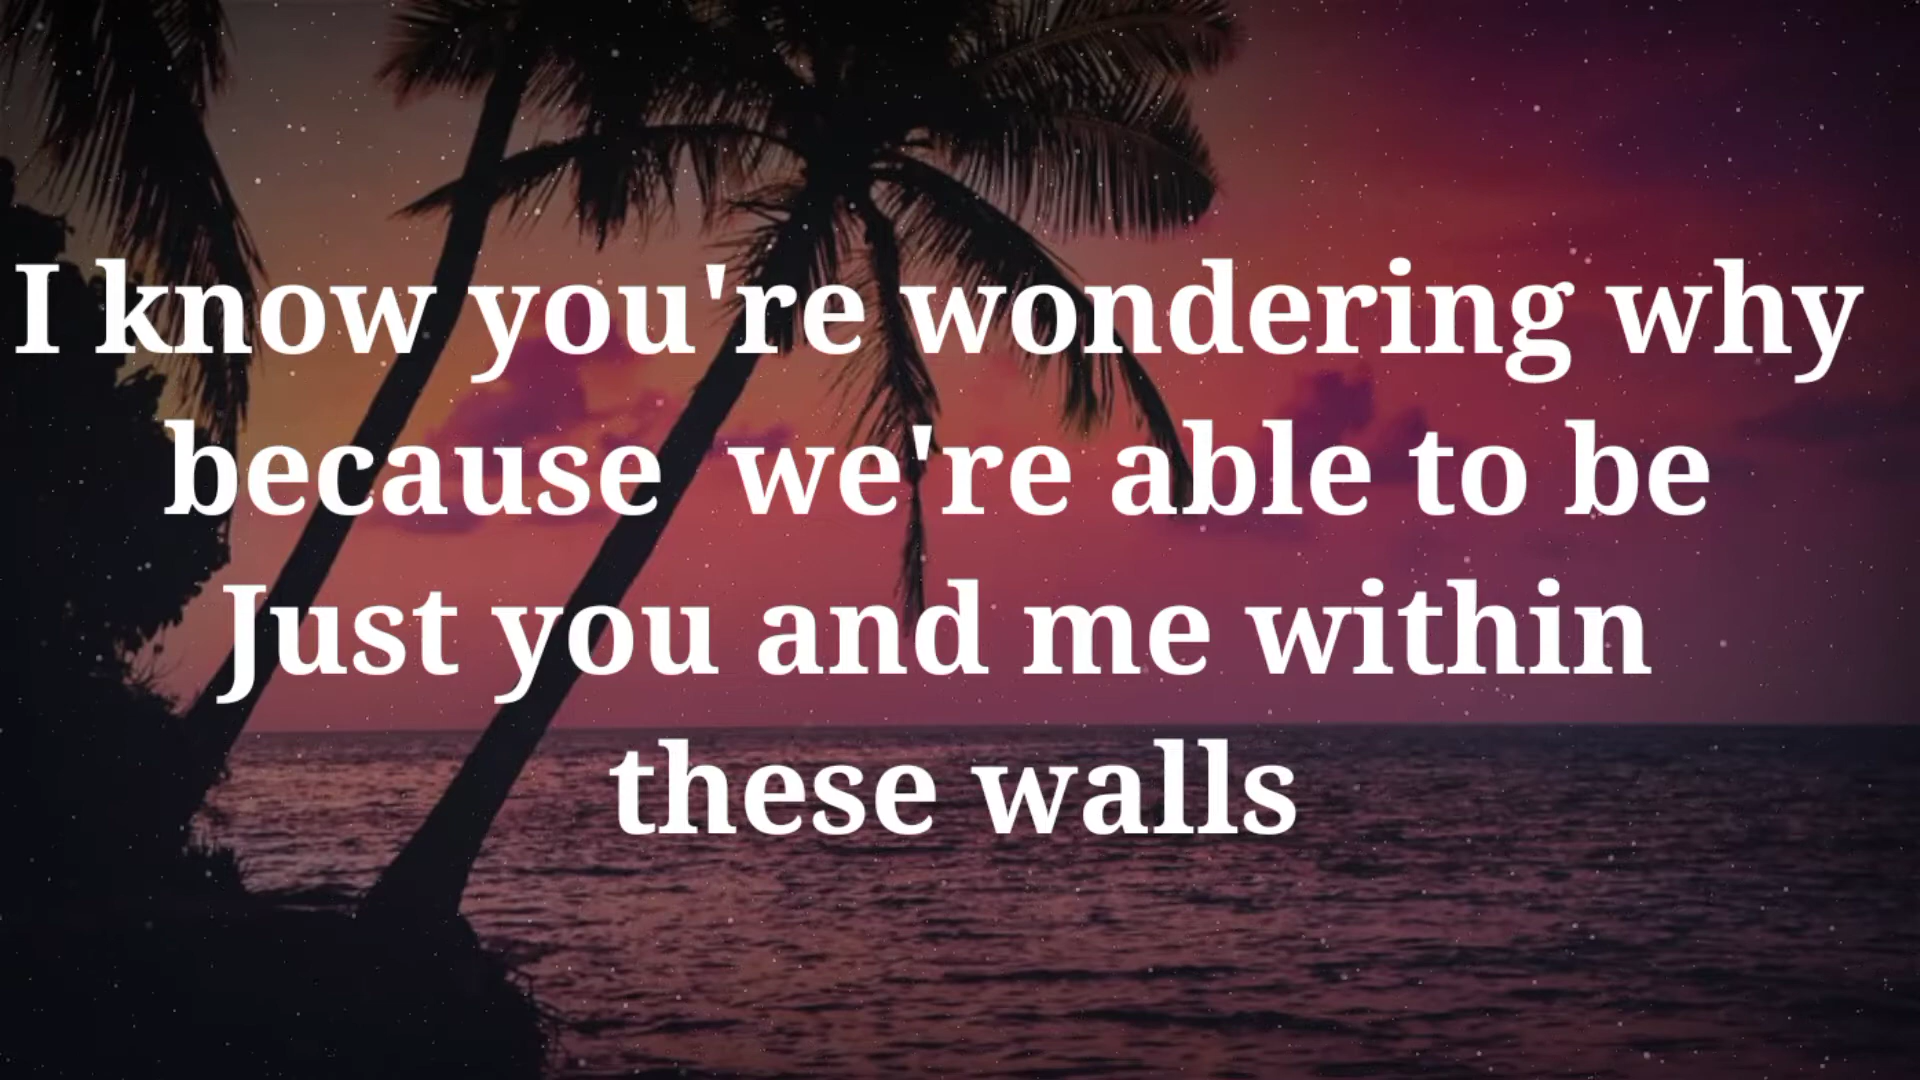 I know you're wondering why
because  we're able to be
Just you and me within
these walls